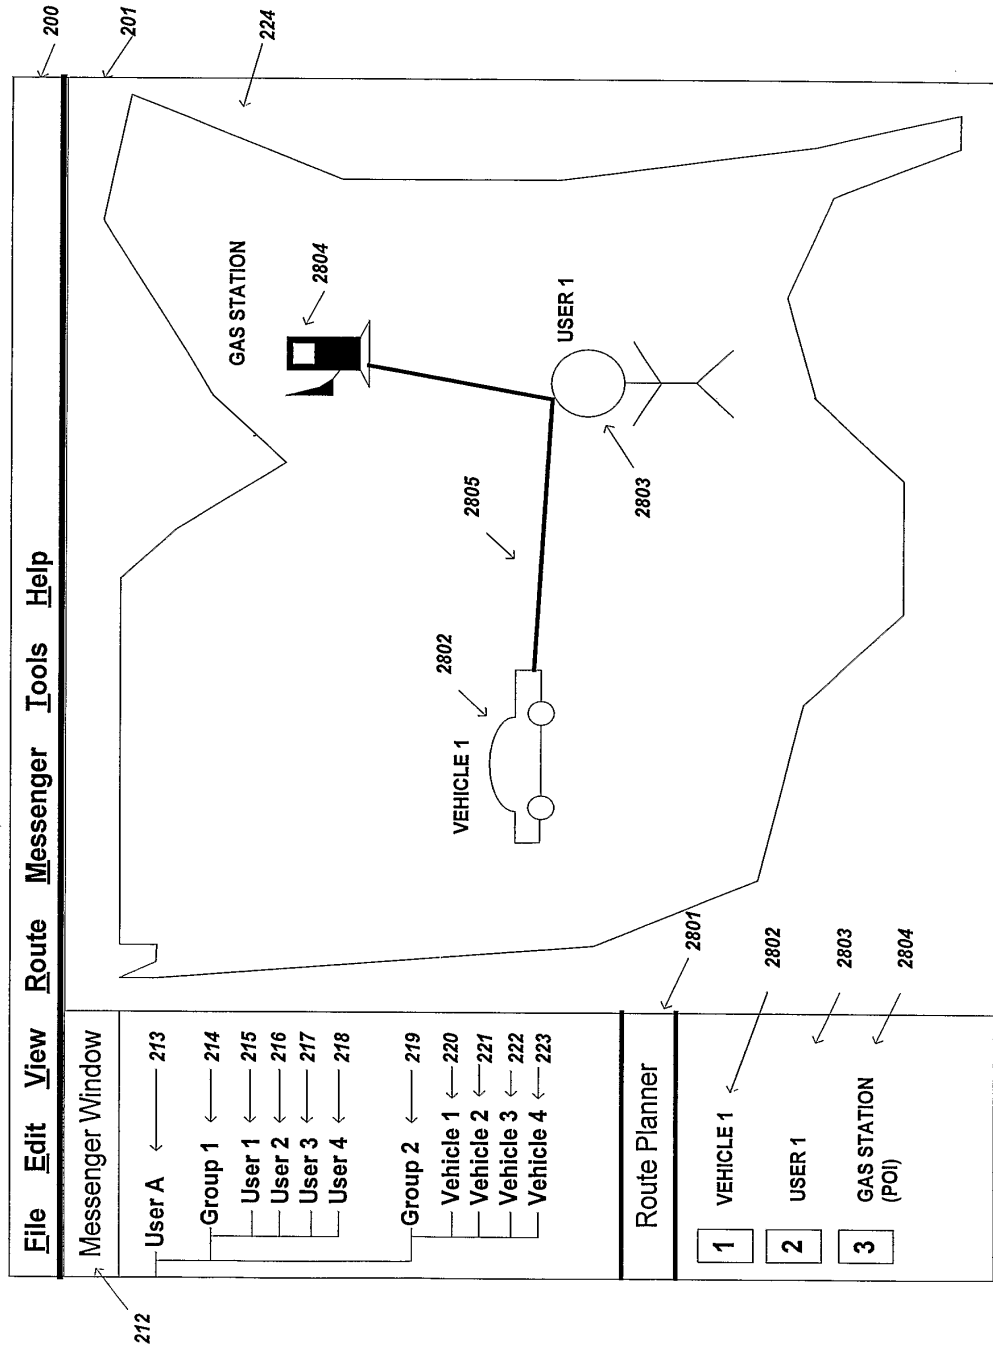 200
201
224
File Edit View Route Messenger Tools Help
Messenger Window
212
User A 213
Group 1 214
User 1 215
User 2 216
User 3 217
User 4 218
Group 2 219
Vehicle 1 220
Vehicle 2 221
Vehicle 3 222
Vehicle 4 223
Route Planner
2801
1 VEHICLE 1 2802
2 USER 1 2803
3 GAS STATION 2804
(POI)
GAS STATION
2804
VEHICLE 1
2802
2805
USER 1
2803